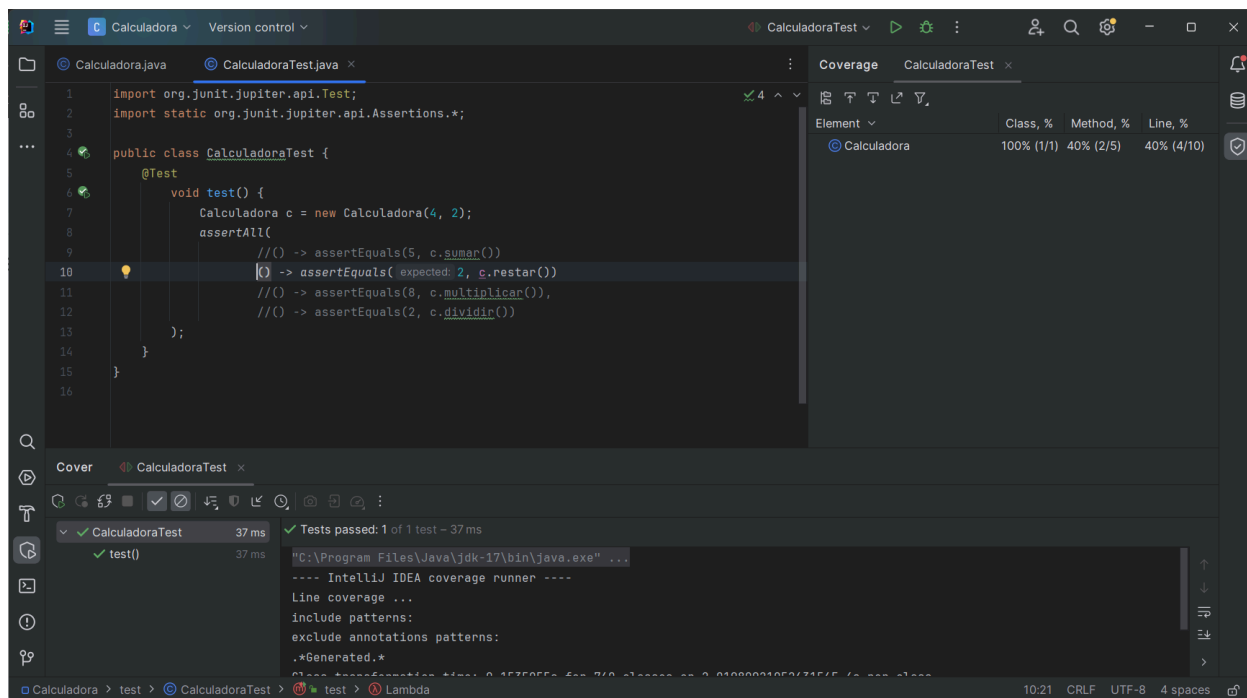 C Calculadora Version control CalculadoraTest
Calculadora.java CalculadoraTest.java Coverage CalculadoraTest
1 import org.junit.jupiter.api.Test; 4
2 import static org.junit.jupiter.api.Assertions.*;
3
4 public class CalculadoraTest {
5 @Test
6 void test() {
7 Calculadora c = new Calculadora(4, 2);
8 assertAll(
9 //() -> assertEquals(5, c.sumar())
10 () -> assertEquals( expected: 2, c.restar())
11 //() -> assertEquals(8, c.multiplicar()),
12 //() -> assertEquals(2, c.dividir())
13 );
14 }
15 }
16
Element Class, % Method, % Line, %
Calculadora 100% (1/1) 40% (2/5) 40% (4/10)
Cover CalculadoraTest
CalculadoraTest 37 ms
test() 37 ms
Tests passed: 1 of 1 test – 37 ms
"C:\Program Files\Java\jdk-17\bin\java.exe" ...
---- IntelliJ IDEA coverage runner ----
Line coverage ...
include patterns:
exclude annotations patterns:
.*Generated.*
Calculadora > test > CalculadoraTest > test > Lambda 10:21 CRLF UTF-8 4 spaces